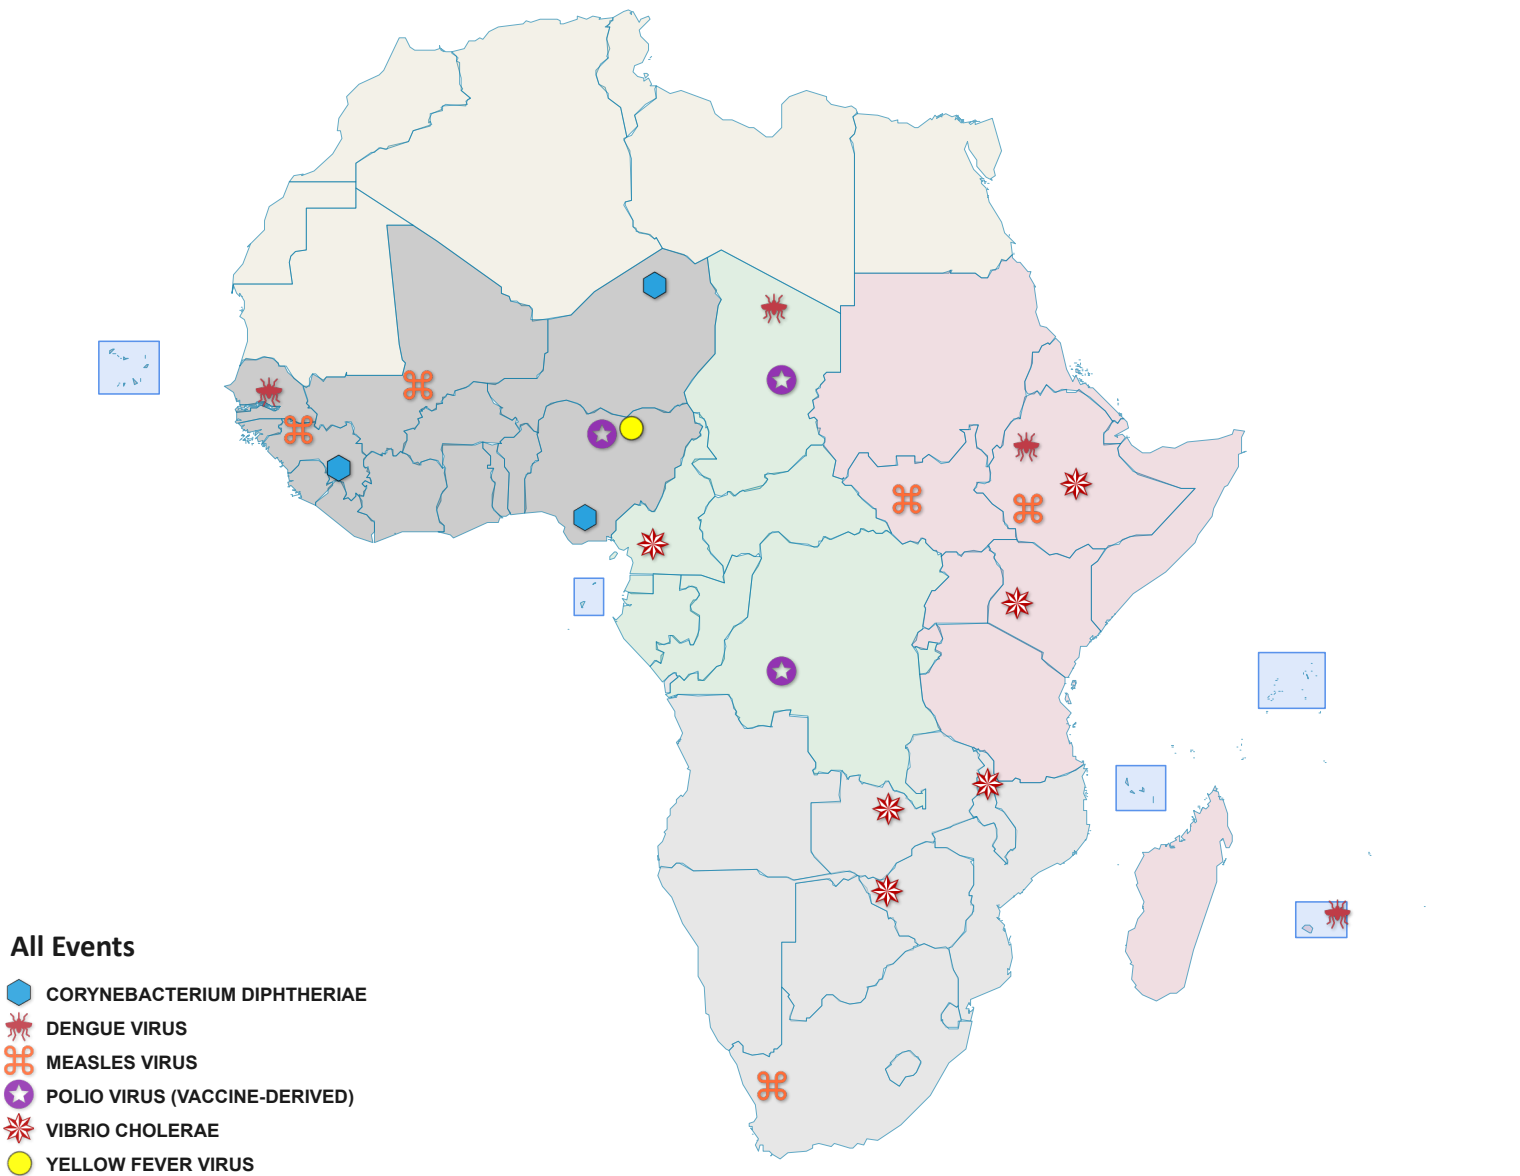 All Events
CORYNEBACTERIUM DIPHTHERIAE
DENGUE VIRUS
MEASLES VIRUS
POLIO VIRUS (VACCINE-DERIVED)
VIBRIO CHOLERAE
YELLOW FEVER VIRUS